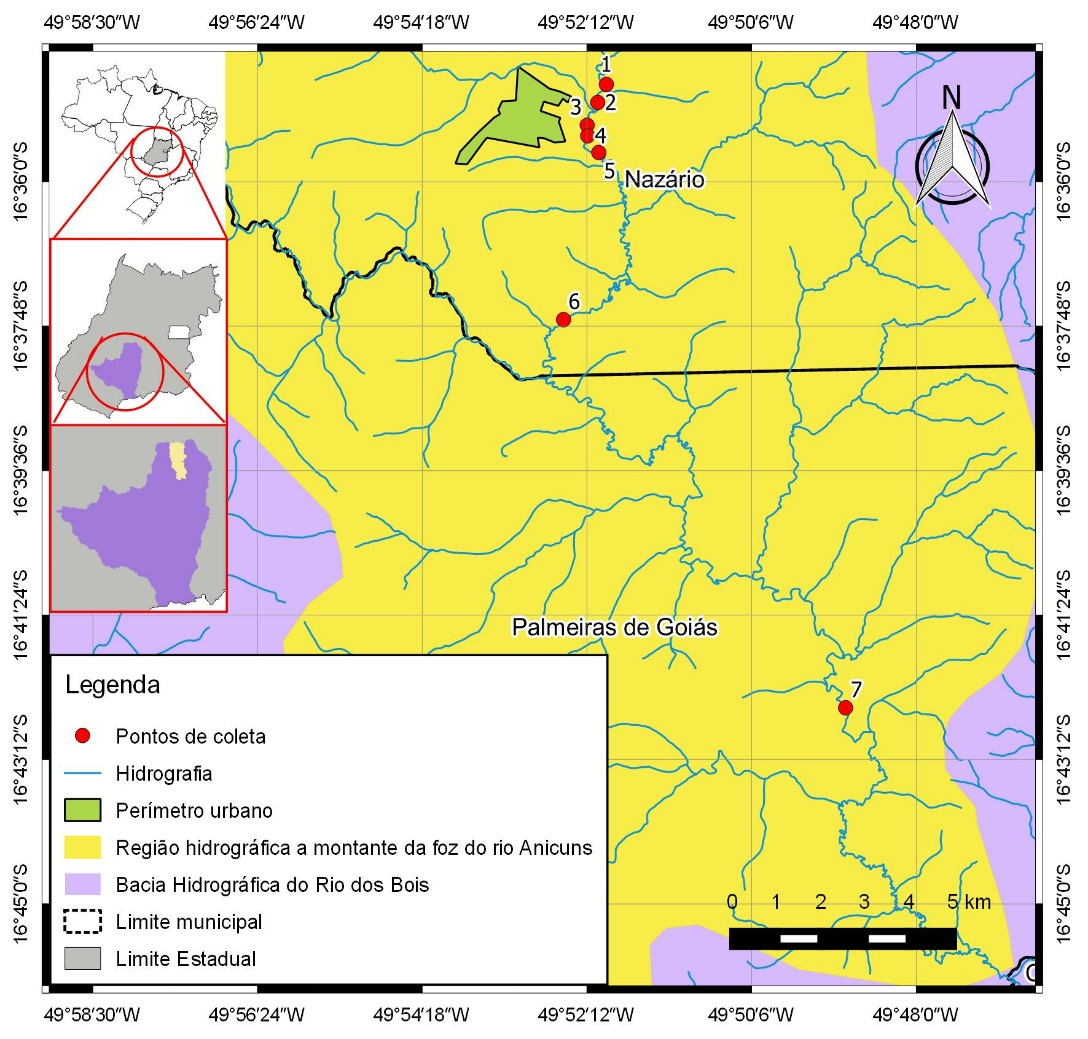 49°58'30"W 49°56'24"W 49°54'18"W 49°52'12"W 49°50'6"W 49°48'0"W
1
N
2
3
4
5
Nazário
16°36'0"S 16°36'0"S
6
16°37'48"S 16°37'48"S
16°39'36"S 16°39'36"S
16°41'24"S 16°41'24"S
Palmeiras de Goiás
7
Legenda
Pontos de coleta
Hidrografia
Perímetro urbano
Região hidrográfica a montante da foz do rio Anicuns
Bacia Hidrográfica do Rio dos Bois
Limite municipal
Limite Estadual
16°43'12"S 16°43'12"S
16°45'0"S 16°45'0"S
0 1 2 3 4 5 km
49°58'30"W 49°56'24"W 49°54'18"W 49°52'12"W 49°50'6"W 49°48'0"W